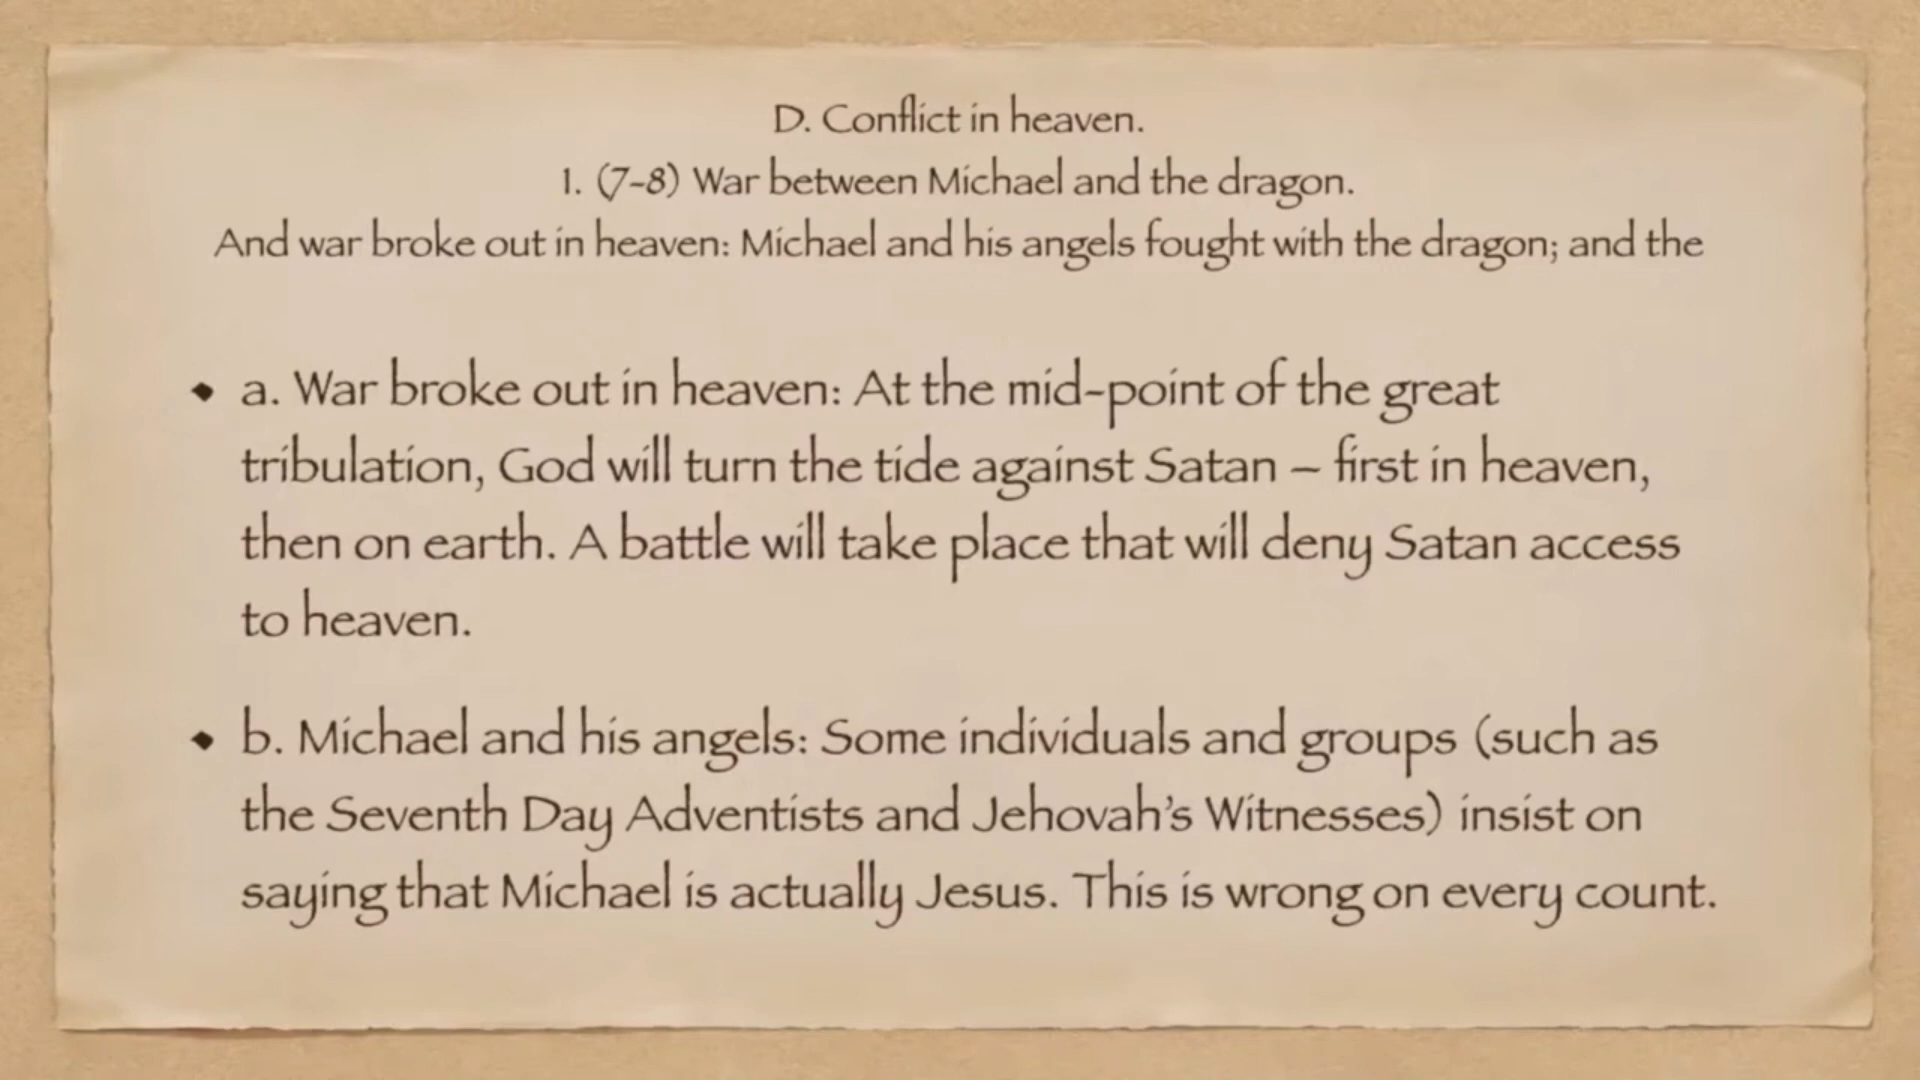 D. Conflict in heaven.
1. (7-8) War between Michael and the dragon.
And war broke out in heaven: Michael and his angels fought with the dragon; and the
◆ a. War broke out in heaven: At the mid-point of the great
tribulation, God will turn the tide against Satan – first in heaven,
then on earth. A battle will take place that will deny Satan access
to heaven.
◆ b. Michael and his angels: Some individuals and groups (such as
the Seventh Day Adventists and Jehovah’s Witnesses) insist on
saying that Michael is actually Jesus. This is wrong on every count.